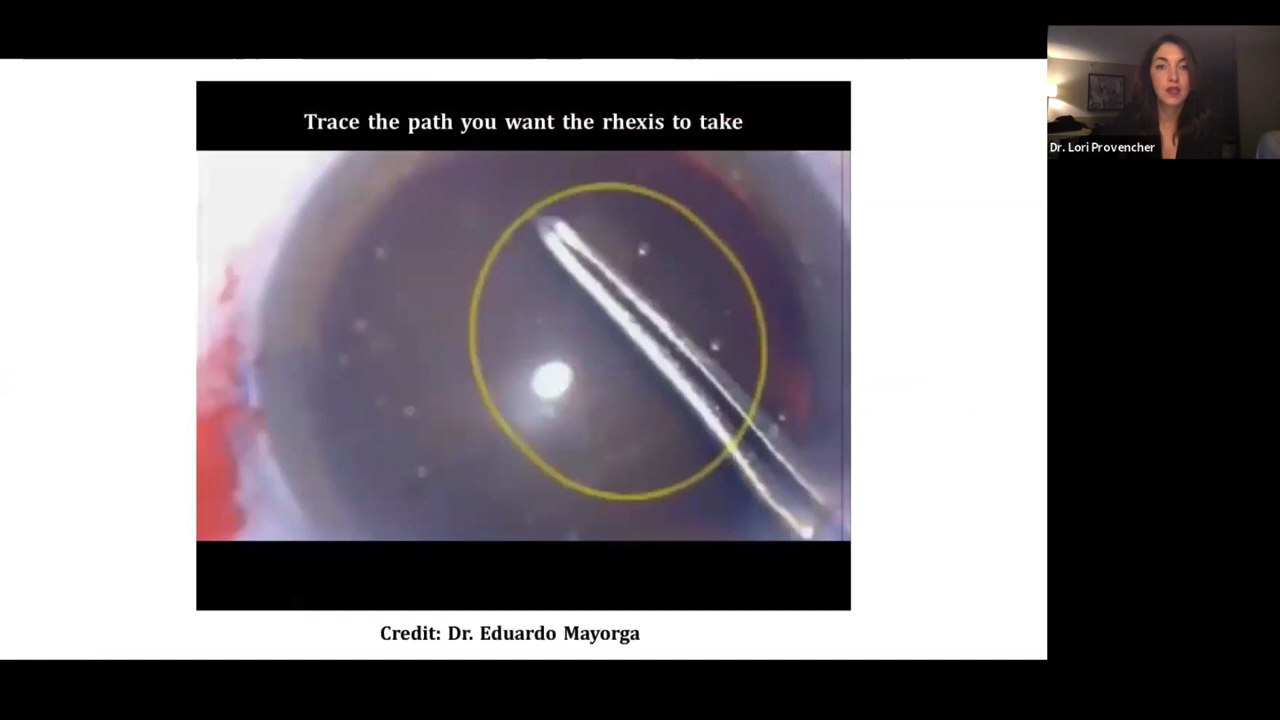 Trace the path you want the rhexis to take
Dr. Lori Provencher
Credit: Dr. Eduardo Mayorga